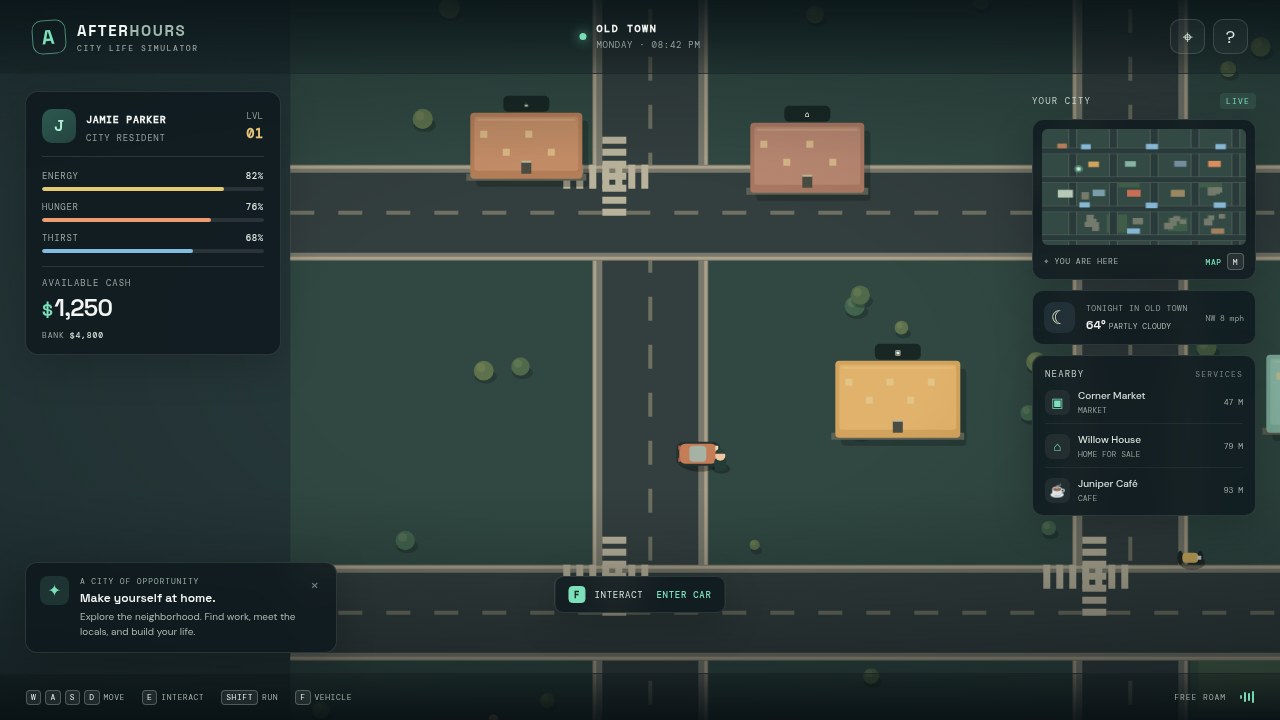 A
AFTERHOURS
CITY LIFE SIMULATOR
OLD TOWN
MONDAY · 08:42 PM
?
J
JAMIE PARKER
CITY RESIDENT
LVL
01
ENERGY 82%
HUNGER 76%
THIRST 68%
AVAILABLE CASH
$1,250
BANK $4,800
YOUR CITY
LIVE
YOU ARE HERE
MAP M
TONIGHT IN OLD TOWN
64° PARTLY CLOUDY
NW 8 mph
NEARBY
SERVICES
Corner Market
MARKET
47 M
Willow House
HOME FOR SALE
79 M
Juniper Café
CAFE
93 M
A CITY OF OPPORTUNITY
×
Make yourself at home.
Explore the neighborhood. Find work, meet the
locals, and build your life.
F INTERACT ENTER CAR
W A S D MOVE E INTERACT SHIFT RUN F VEHICLE
FREE ROAM